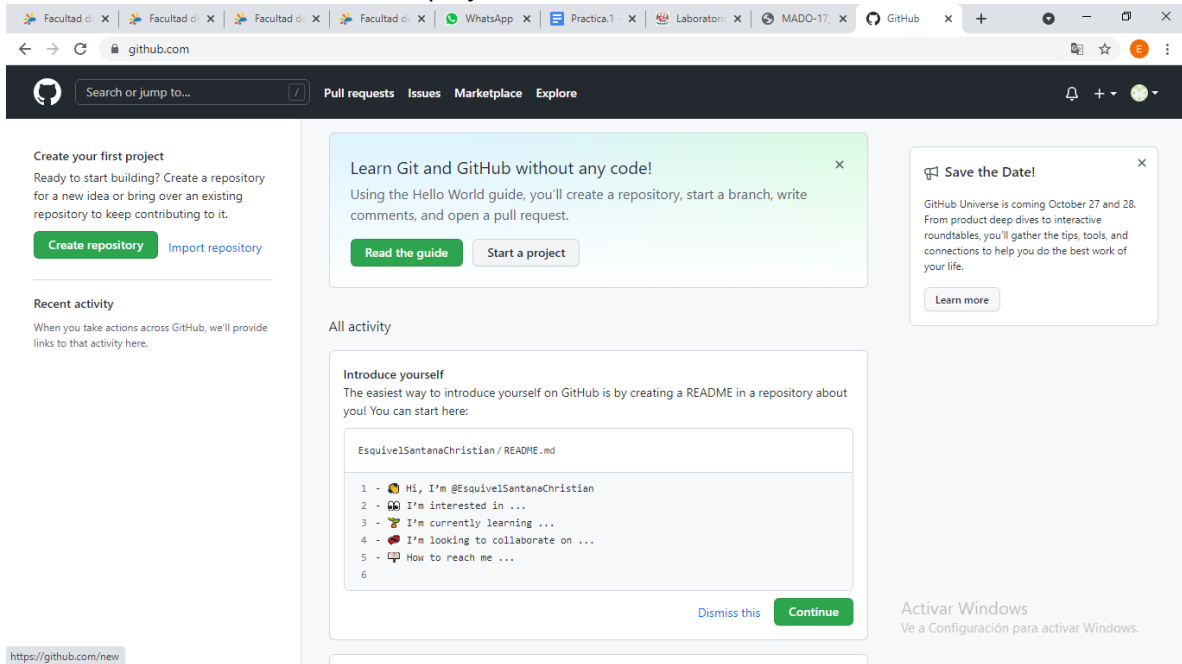 Facultad de
Facultad de
Facultad de
Facultad de
WhatsApp
Practica.1 -
Laboratorio
MADO-17_
GitHub
github.com
E
Search or jump to...
/
Pull requests Issues Marketplace Explore
Create your first project
Ready to start building? Create a repository
for a new idea or bring over an existing
repository to keep contributing to it.
Create repository
Import repository
Recent activity
When you take actions across GitHub, we'll provide
links to that activity here.
Learn Git and GitHub without any code!
Using the Hello World guide, you'll create a repository, start a branch, write
comments, and open a pull request.
Read the guide
Start a project
All activity
Introduce yourself
The easiest way to introduce yourself on GitHub is by creating a README in a repository about
you! You can start here:
EsquivelSantanaChristian / README.md
1 - 👋 Hi, I'm @EsquivelSantanaChristian
2 - 👀 I'm interested in ...
3 - 🌱 I'm currently learning ...
4 - 💞️ I'm looking to collaborate on ...
5 - 📫 How to reach me ...
6
Dismiss this
Continue
Save the Date!
GitHub Universe is coming October 27 and 28.
From product deep dives to interactive
roundtables, you'll gather the tips, tools, and
connections to help you do the best work of
your life.
Learn more
Activar Windows
Ve a Configuración para activar Windows.
https://github.com/new